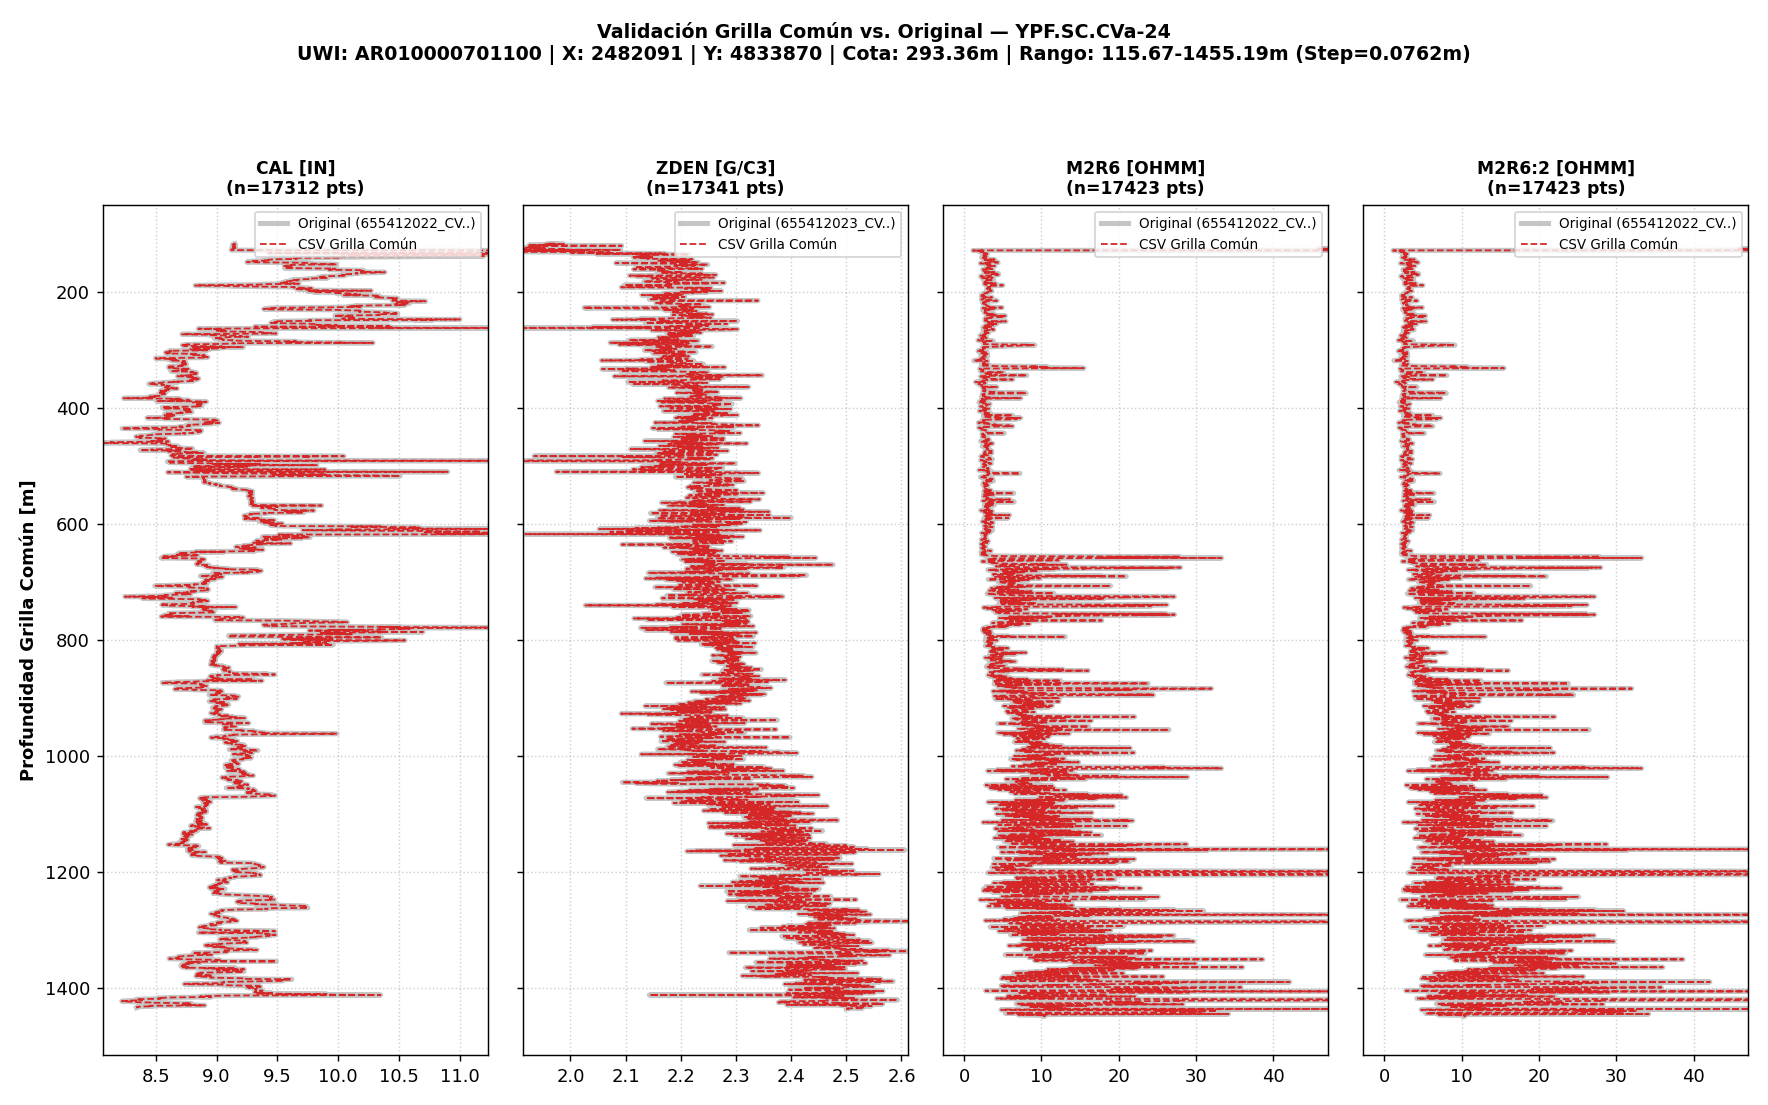 Validación Grilla Común vs. Original — YPF.SC.CVa-24
UWI: AR010000701100 | X: 2482091 | Y: 4833870 | Cota: 293.36m | Rango: 115.67-1455.19m (Step=0.0762m)
CAL [IN]
(n=17312 pts)
ZDEN [G/C3]
(n=17341 pts)
M2R6 [OHMM]
(n=17423 pts)
M2R6:2 [OHMM]
(n=17423 pts)
Original (655412022_CV..)
CSV Grilla Común
Original (655412023_CV..)
CSV Grilla Común
Original (655412022_CV..)
CSV Grilla Común
Original (655412022_CV..)
CSV Grilla Común
Profundidad Grilla Común [m]
200
400
600
800
1000
1200
1400
8.5 9.0 9.5 10.0 10.5 11.0
2.0 2.1 2.2 2.3 2.4 2.5 2.6
0 10 20 30 40
0 10 20 30 40